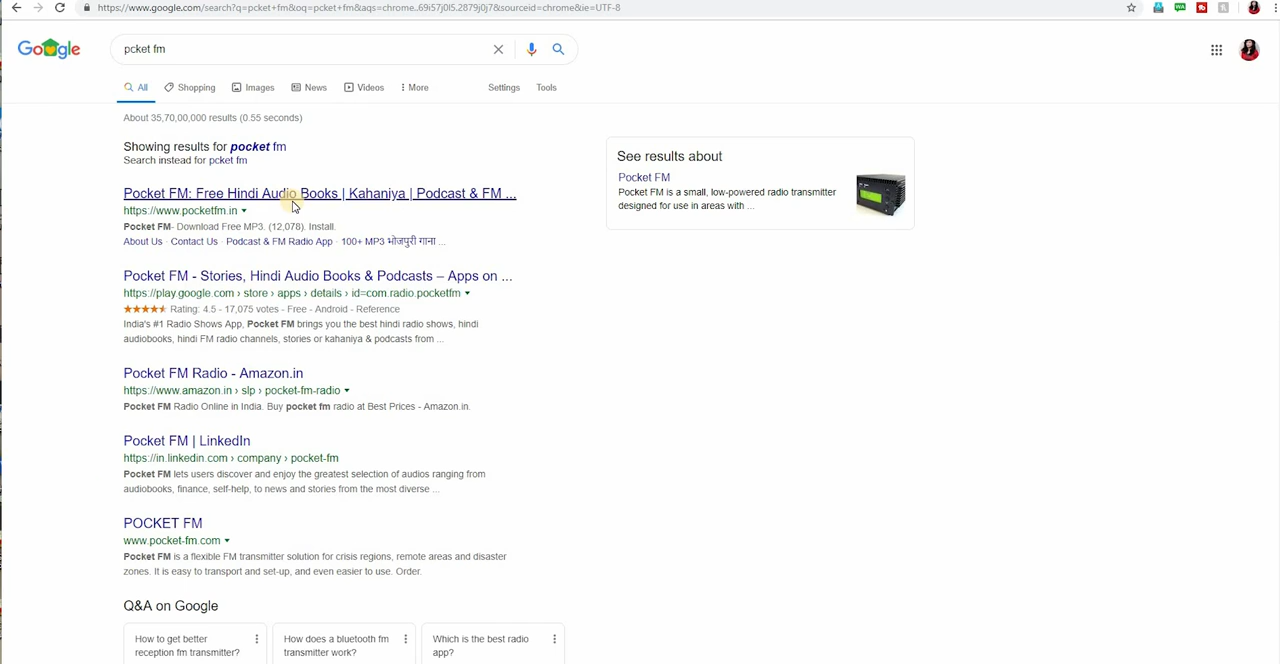 https://www.google.com/search?q=pcket+fm&oq=pcket+fm&aqs=chrome..69i57j0l5.2879j0j7&sourceid=chrome&ie=UTF-8
Google
pcket fm
All Shopping Images News Videos More Settings Tools
About 35,70,00,000 results (0.55 seconds)
Showing results for pocket fm
Search instead for pcket fm
Pocket FM: Free Hindi Audio Books | Kahaniya | Podcast & FM ...
https://www.pocketfm.in
Pocket FM- Download Free MP3. (12,078). Install.
About Us · Contact Us · Podcast & FM Radio App · 100+ MP3 भोजपुरी गाना ...
Pocket FM - Stories, Hindi Audio Books & Podcasts – Apps on ...
https://play.google.com › store › apps › details › id=com.radio.pocketfm
Rating: 4.5 - 17,075 votes - Free - Android - Reference
India's #1 Radio Shows App, Pocket FM brings you the best hindi radio shows, hindi
audiobooks, hindi FM radio channels, stories or kahaniya & podcasts from ...
Pocket FM Radio - Amazon.in
https://www.amazon.in › slp › pocket-fm-radio
Pocket FM Radio Online in India. Buy pocket fm radio at Best Prices - Amazon.in.
Pocket FM | LinkedIn
https://in.linkedin.com › company › pocket-fm
Pocket FM lets users discover and enjoy the greatest selection of audios ranging from
audiobooks, finance, self-help, to news and stories from the most diverse ...
POCKET FM
www.pocket-fm.com
Pocket FM is a flexible FM transmitter solution for crisis regions, remote areas and disaster
zones. It is easy to transport and set-up, and even easier to use. Order.
Q&A on Google
How to get better
reception fm transmitter?
How does a bluetooth fm
transmitter work?
Which is the best radio
app?
See results about
Pocket FM
Pocket FM is a small, low-powered radio transmitter
designed for use in areas with ...